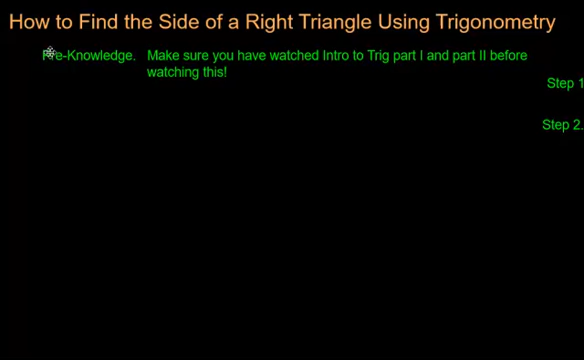 How to Find the Side of a Right Triangle Using Trigonometry
Pre-Knowledge. Make sure you have watched Intro to Trig part I and part II before
watching this!
Step 1
Step 2.